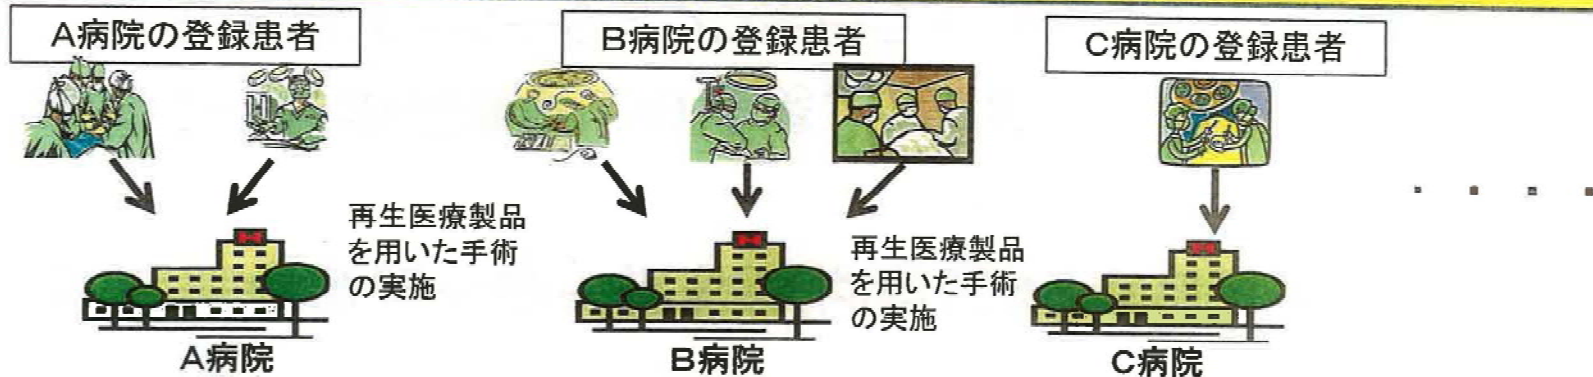 A病院の登録患者
B病院の登録患者
C病院の登録患者
再生医療製品
を用いた手術
の実施
再生医療製品
を用いた手術
の実施
A病院
B病院
C病院